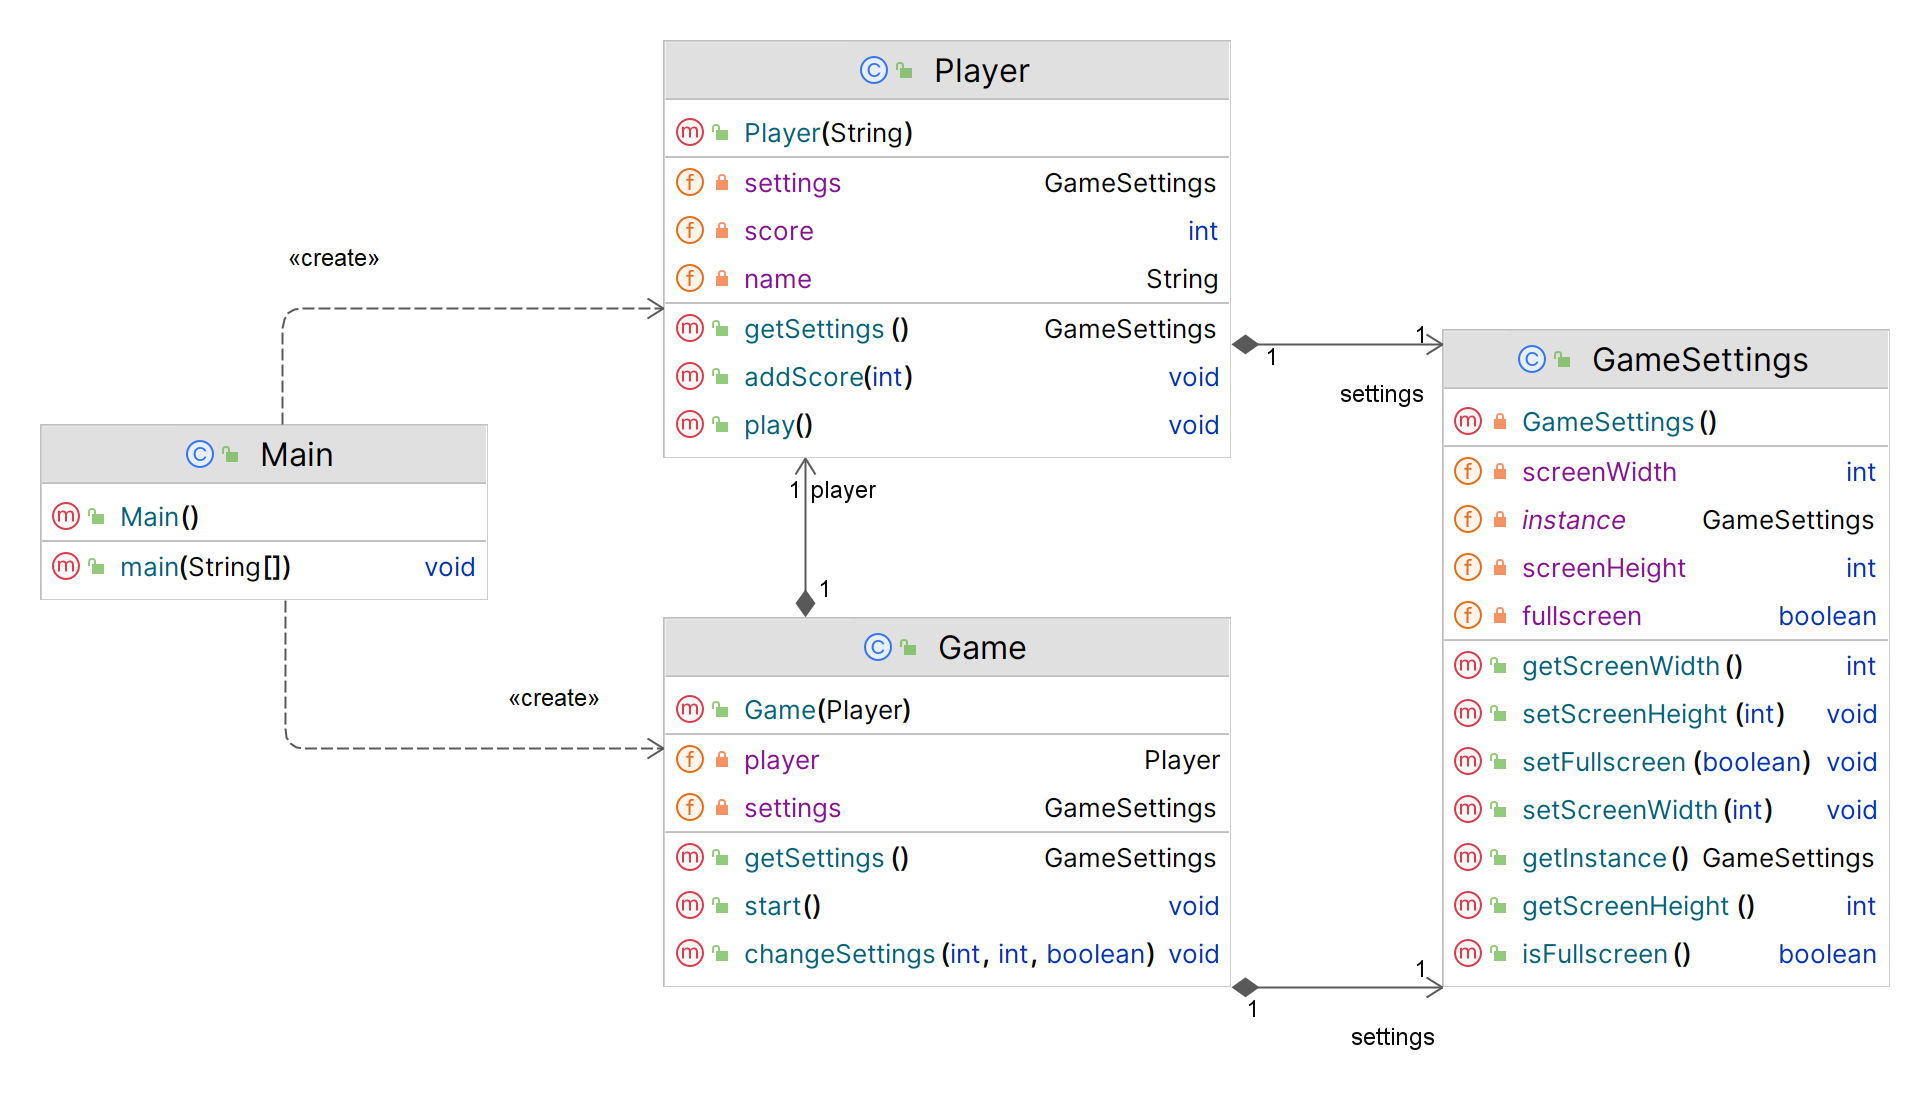 Player
Player(String)
settings GameSettings
score int
name String
getSettings () GameSettings
addScore(int) void
play() void
«create»
Main
Main()
main(String[]) void
«create»
1 player
1
Game
Game(Player)
player Player
settings GameSettings
getSettings () GameSettings
start() void
changeSettings (int, int, boolean) void
1 1
settings
GameSettings
GameSettings ()
screenWidth int
instance GameSettings
screenHeight int
fullscreen boolean
getScreenWidth () int
setScreenHeight (int) void
setFullscreen (boolean) void
setScreenWidth (int) void
getInstance () GameSettings
getScreenHeight () int
isFullscreen () boolean
1 1
settings